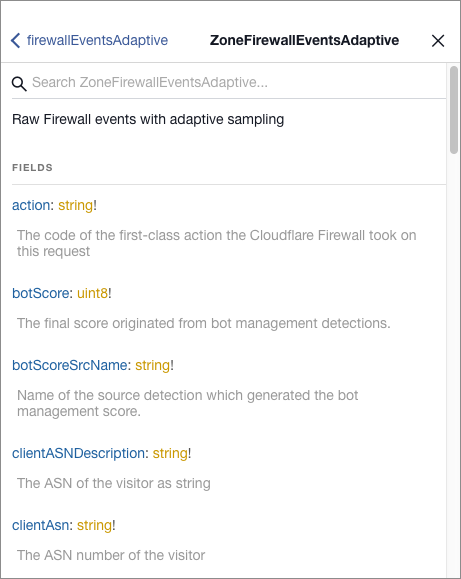 firewallEventsAdaptive
ZoneFirewallEventsAdaptive
Search ZoneFirewallEventsAdaptive...
Raw Firewall events with adaptive sampling
FIELDS
action: string!
The code of the first-class action the Cloudflare Firewall took on
this request
botScore: uint8!
The final score originated from bot management detections.
botScoreSrcName: string!
Name of the source detection which generated the bot
management score.
clientASNDescription: string!
The ASN of the visitor as string
clientAsn: string!
The ASN number of the visitor